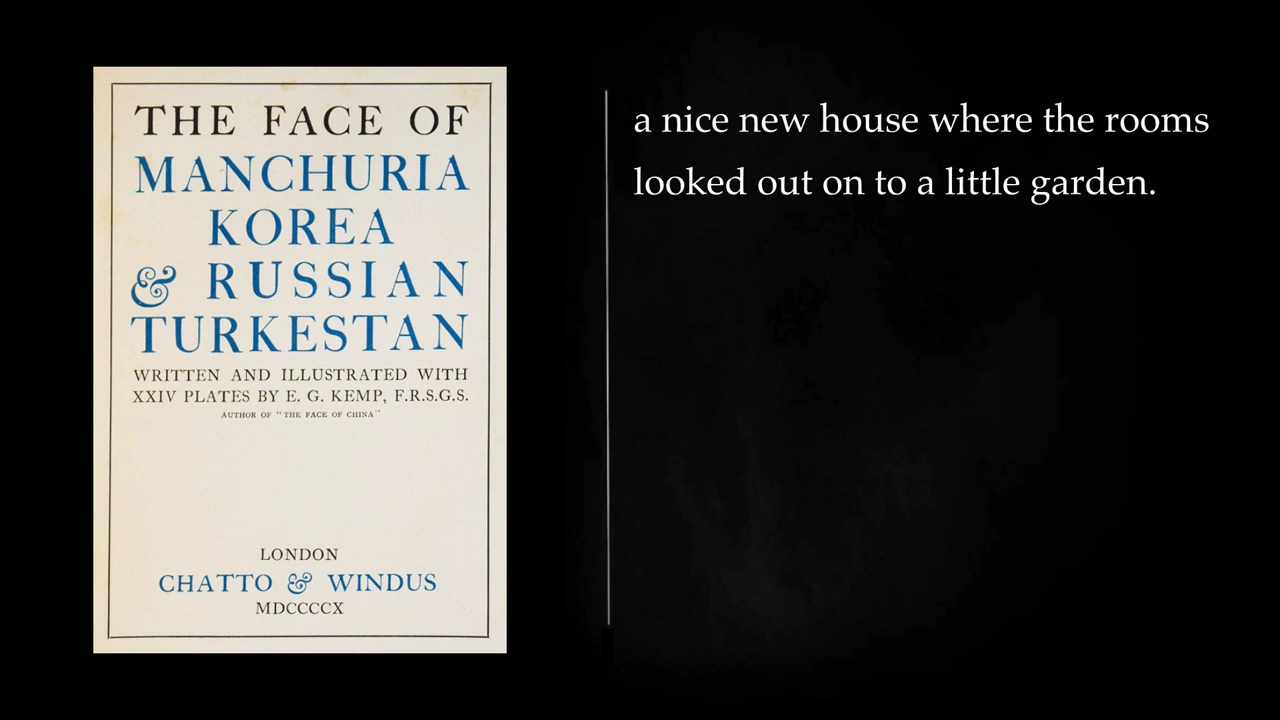 THE FACE OF
MANCHURIA
KOREA
& RUSSIAN
TURKESTAN
WRITTEN AND ILLUSTRATED WITH
XXIV PLATES BY E. G. KEMP, F.R.S.G.S.
AUTHOR OF "THE FACE OF CHINA"
LONDON
CHATTO & WINDUS
MDCCCCX
a nice new house where the rooms
looked out on to a little garden.